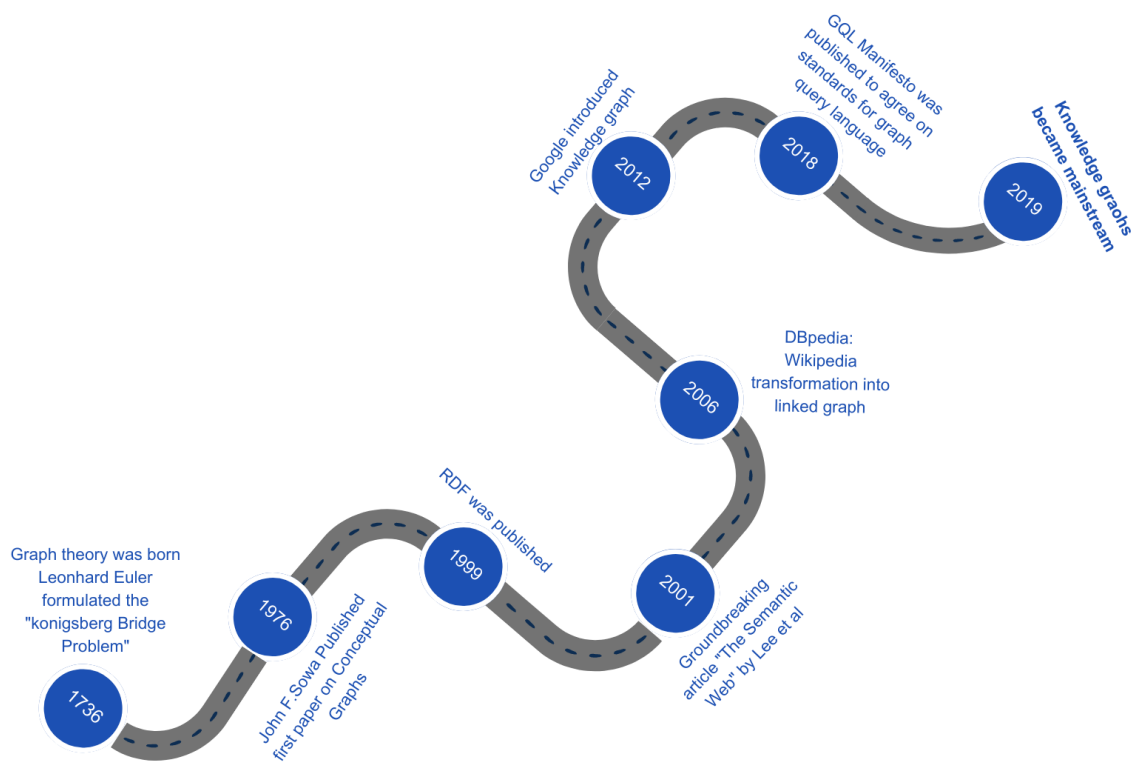 Graph theory was born
Leonhard Euler
formulated the
"konigsberg Bridge
Problem"
1736
1976
John F.Sowa Published
first paper on Conceptual
Graphs
RDF was published
1999
2001
Groundbreaking
article "The Semantic
Web" by Lee et al
2006
DBpedia:
Wikipedia
transformation into
linked graph
Google introduced
Knowledge graph
2012
GQL Manifesto was
published to agree on
standards for graph
query language
2018
2019
Knowledge graohs
became mainstream